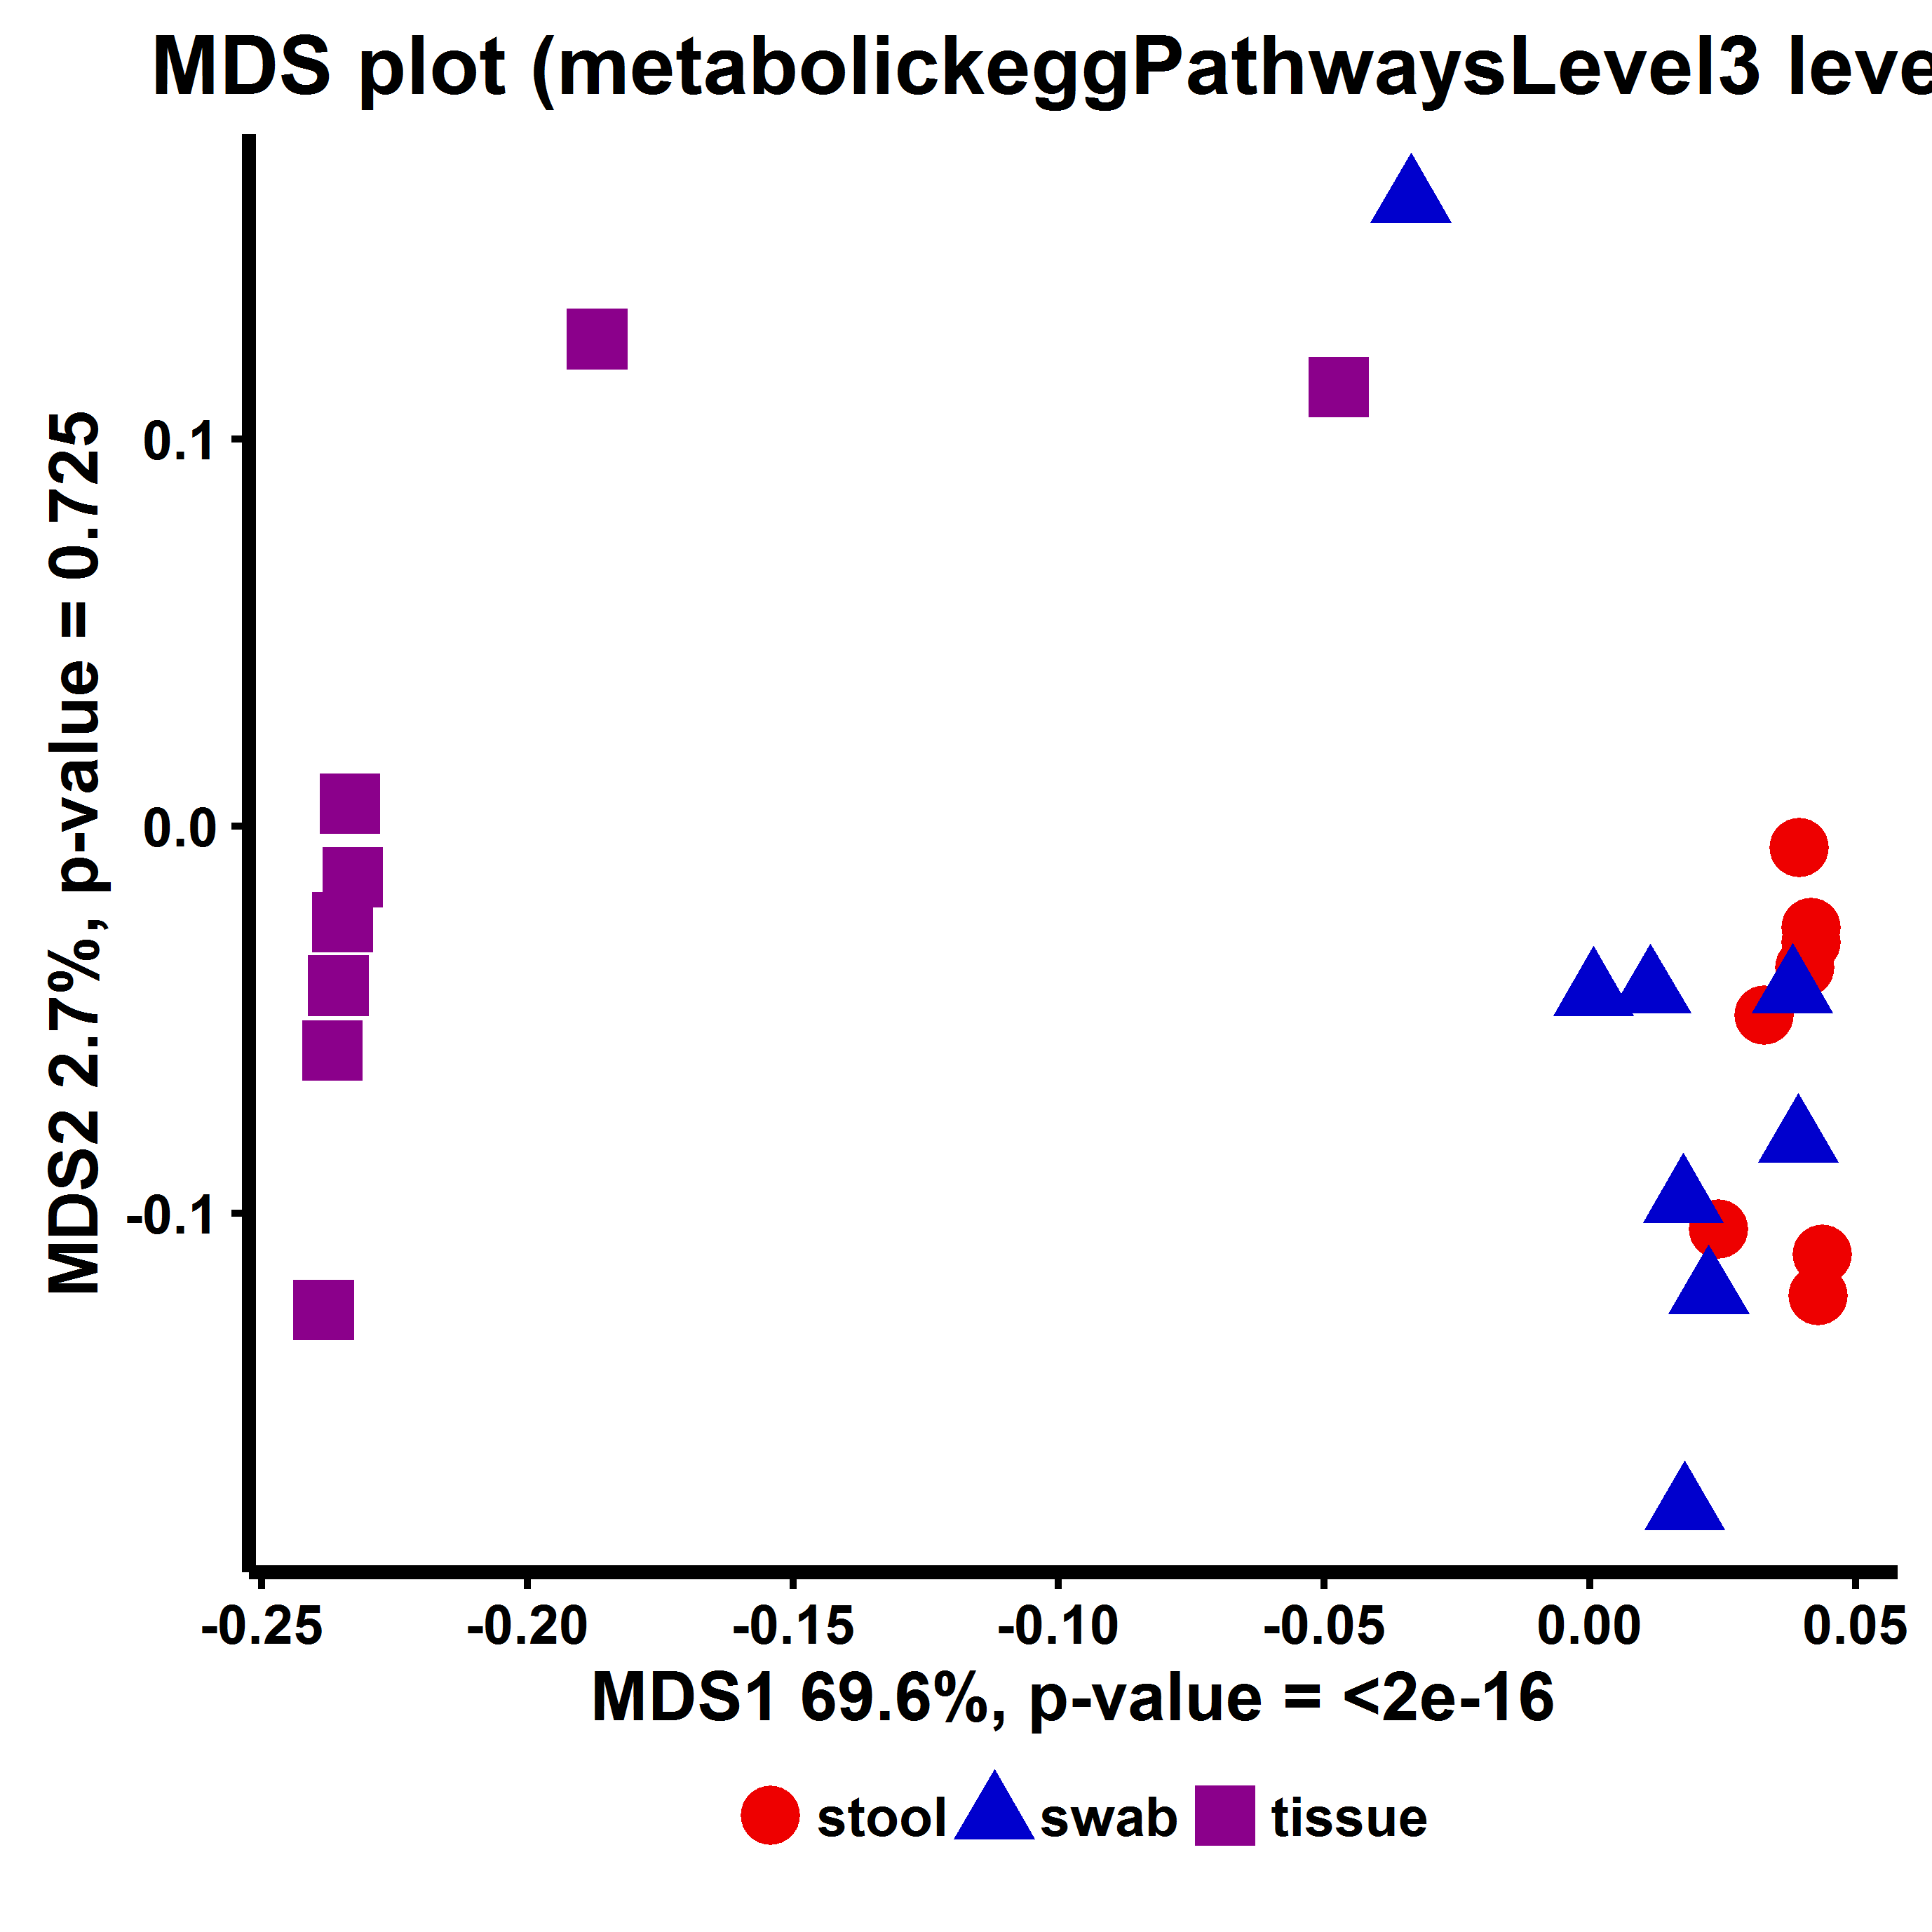 MDS plot (metabolickeggPathwaysLevel3 leve
MDS2 2.7%, p-value = 0.725
0.1
0.0
-0.1
-0.25 -0.20 -0.15 -0.10 -0.05 0.00 0.05
MDS1 69.6%, p-value = <2e-16
stool swab tissue